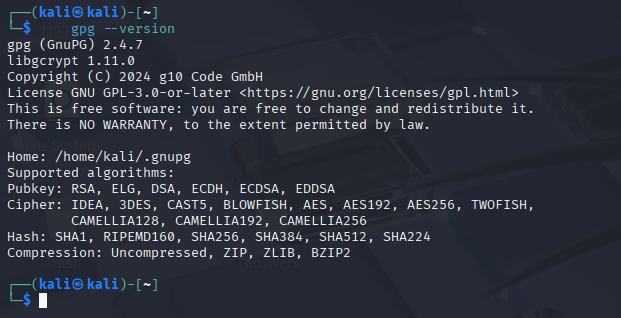 ┌──(kali㉿kali)-[~]
└─$ gpg --version
gpg (GnuPG) 2.4.7
libgcrypt 1.11.0
Copyright (C) 2024 g10 Code GmbH
License GNU GPL-3.0-or-later <https://gnu.org/licenses/gpl.html>
This is free software: you are free to change and redistribute it.
There is NO WARRANTY, to the extent permitted by law.

Home: /home/kali/.gnupg
Supported algorithms:
Pubkey: RSA, ELG, DSA, ECDH, ECDSA, EDDSA
Cipher: IDEA, 3DES, CAST5, BLOWFISH, AES, AES192, AES256, TWOFISH,
        CAMELLIA128, CAMELLIA192, CAMELLIA256
Hash: SHA1, RIPEMD160, SHA256, SHA384, SHA512, SHA224
Compression: Uncompressed, ZIP, ZLIB, BZIP2

┌──(kali㉿kali)-[~]
└─$